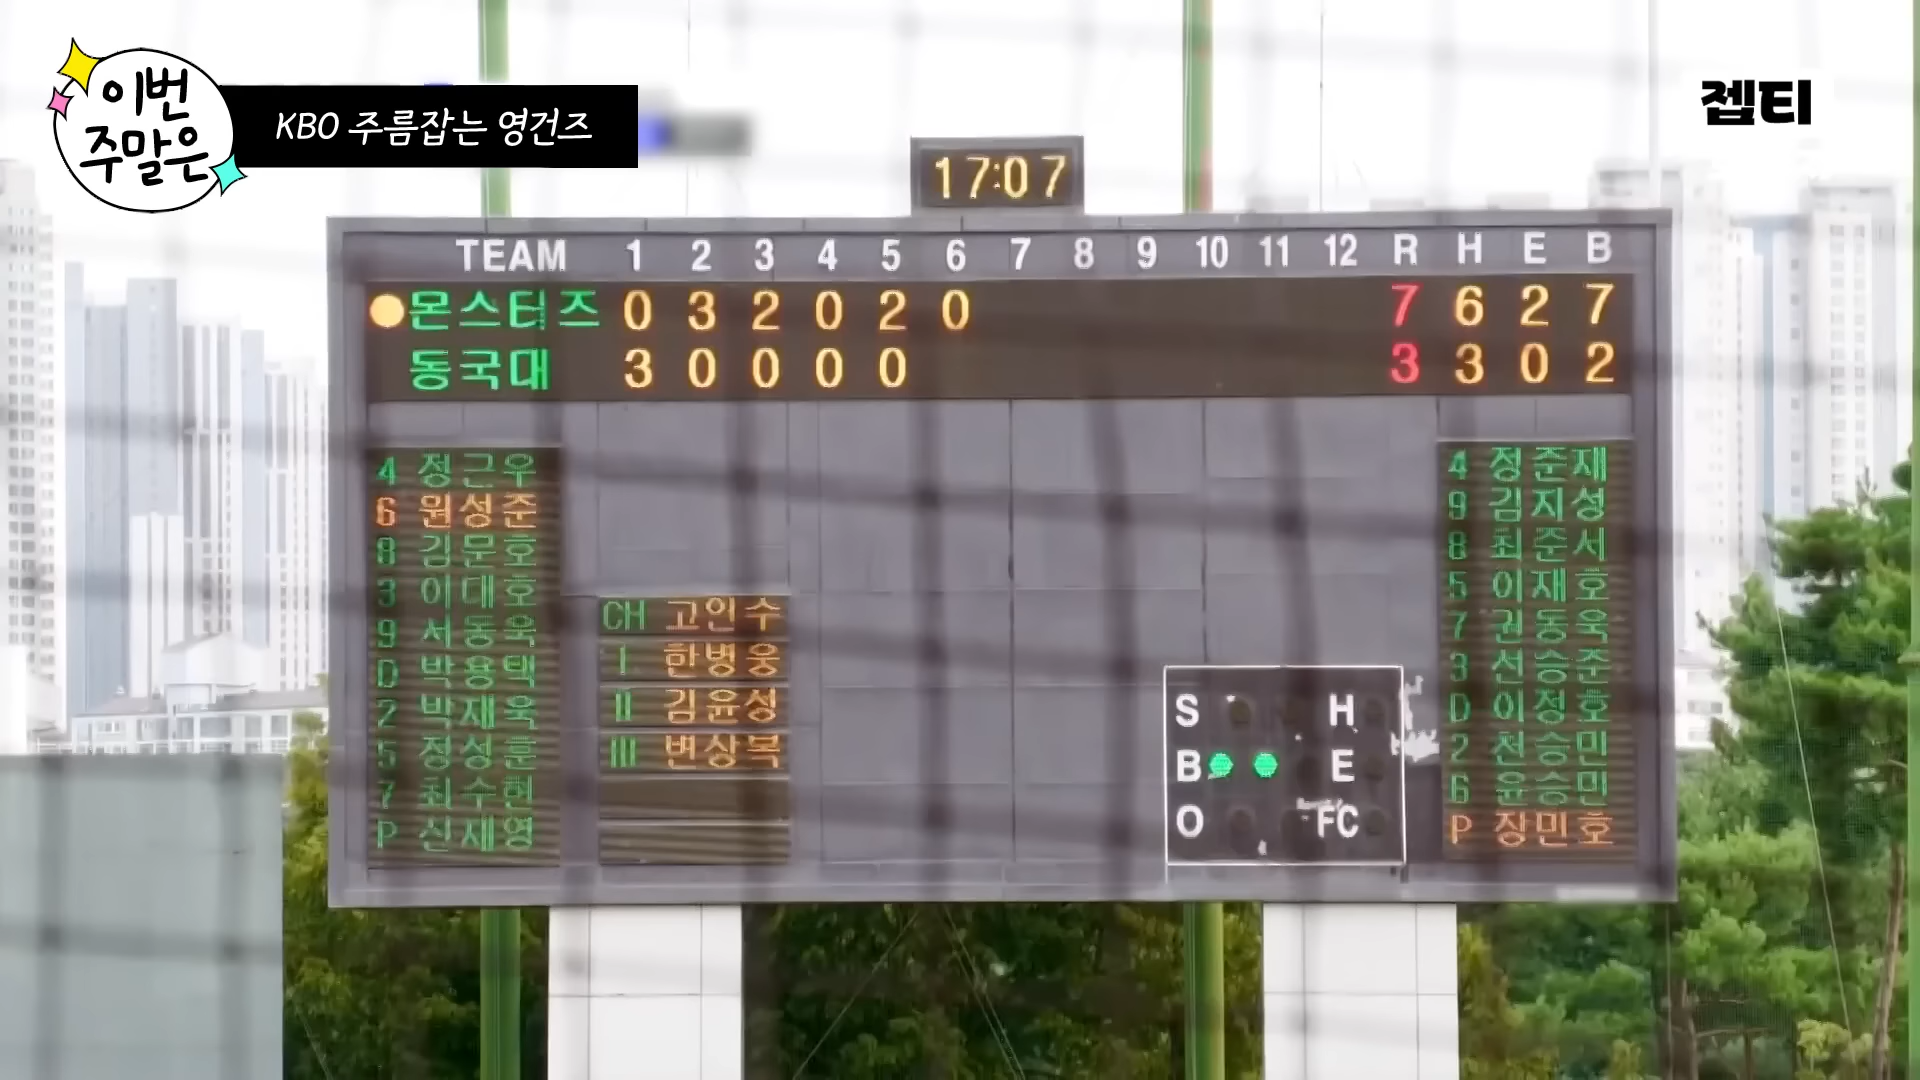 이번
주말은
KBO 주름잡는 영건즈
젭티
17:07
TEAM 1 2 3 4 5 6 7 8 9 10 11 12 R H E B
몬스터즈 0 3 2 0 2 0 7 6 2 7
동국대 3 0 0 0 0 3 3 0 2
4 정근우
6 원성준
8 김문호
3 이대호
9 서동욱
D 박용택
2 박재욱
5 정성훈
7 최수현
P 신재영
CH 고인수
I 한병웅
II 김윤성
III 변상복
S H
B E
O FC
4 정준재
9 김지성
8 최준서
5 이재호
7 권동욱
3 선승준
D 이정호
2 천승민
6 윤승민
P 장민호